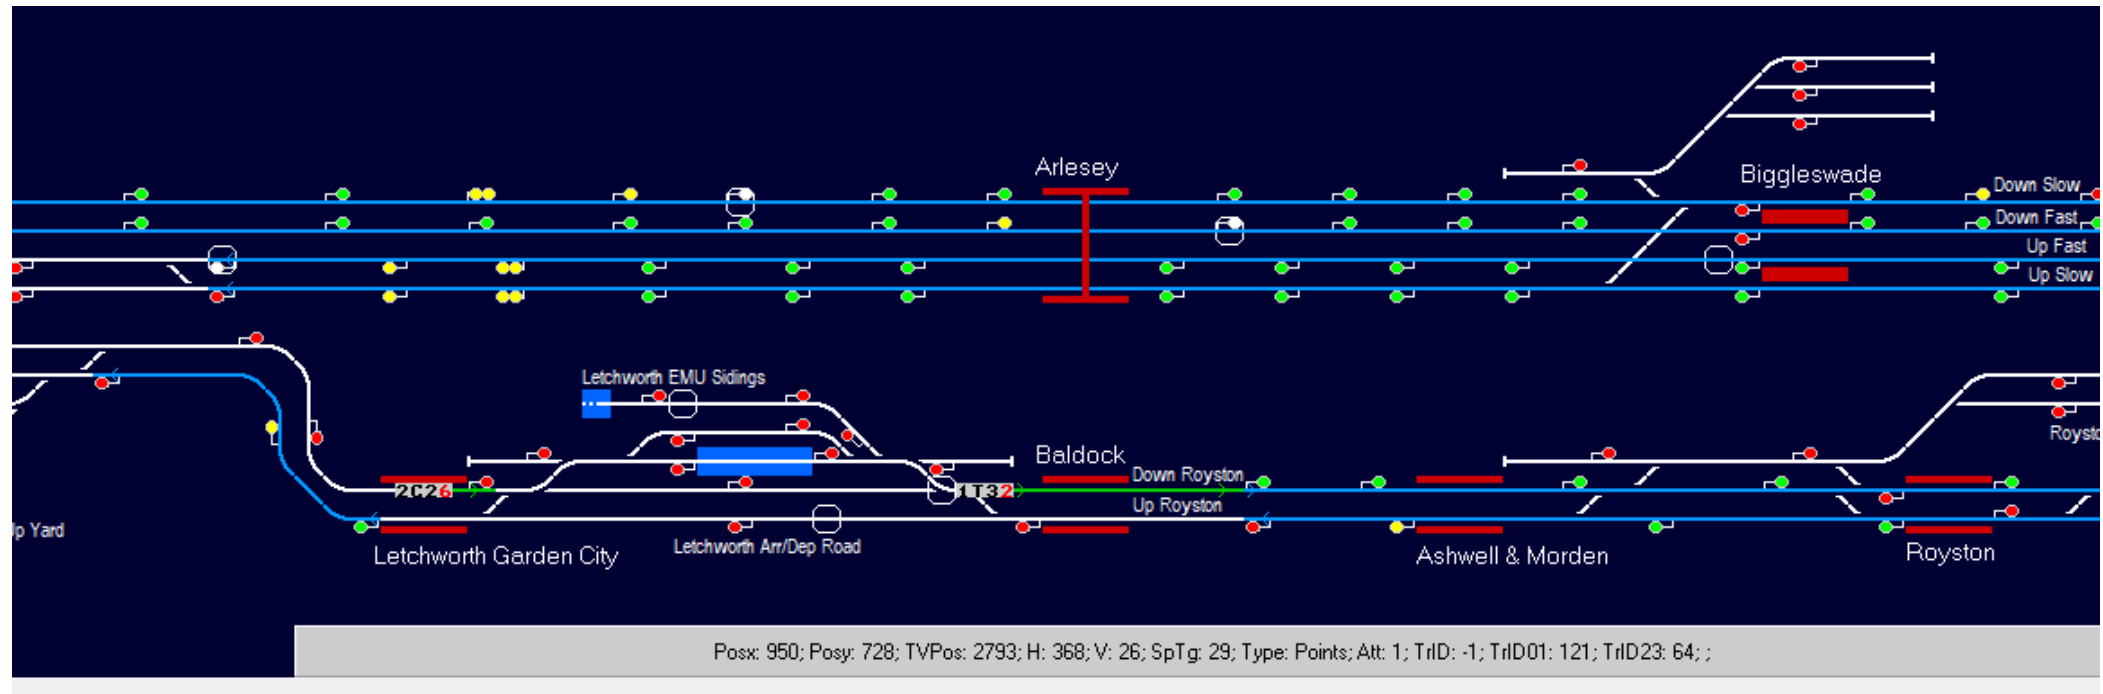 Arlesey
Biggleswade
Down Slow
Down Fast
Up Fast
Up Slow
Letchworth EMU Sidings
Baldock
Down Royston
Up Royston
2C26
1T32
Letchworth Arr/Dep Road
Letchworth Garden City
Ashwell & Morden
Royston
Posx: 950; Posy: 728; TVPos: 2793; H: 368; V: 26; SpTg: 29; Type: Points; Att: 1; TrID: -1; TrID01: 121; TrID23: 64; ;